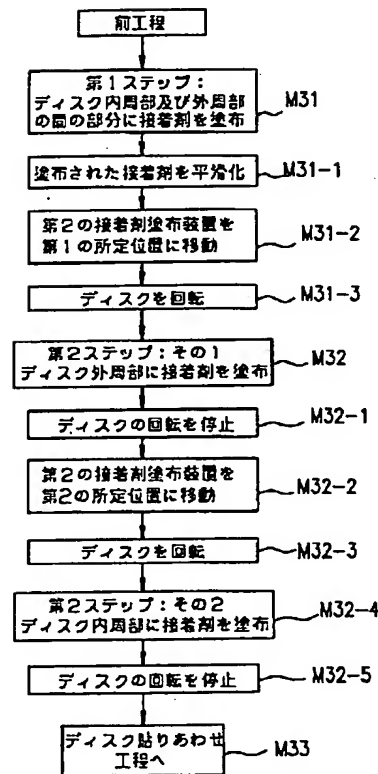 前工程
第1ステップ:
ディスク内周部及び外周部
の間の部分に接着剤を塗布
M31
塗布された接着剤を平滑化
M31-1
第2の接着剤塗布装置を
第1の所定位置に移動
M31-2
ディスクを回転
M31-3
第2ステップ:その1
ディスク外周部に接着剤を塗布
M32
ディスクの回転を停止
M32-1
第2の接着剤塗布装置を
第2の所定位置に移動
M32-2
ディスクを回転
M32-3
第2ステップ:その2
ディスク内周部に接着剤を塗布
M32-4
ディスクの回転を停止
M32-5
ディスク貼りあわせ
工程へ
M33